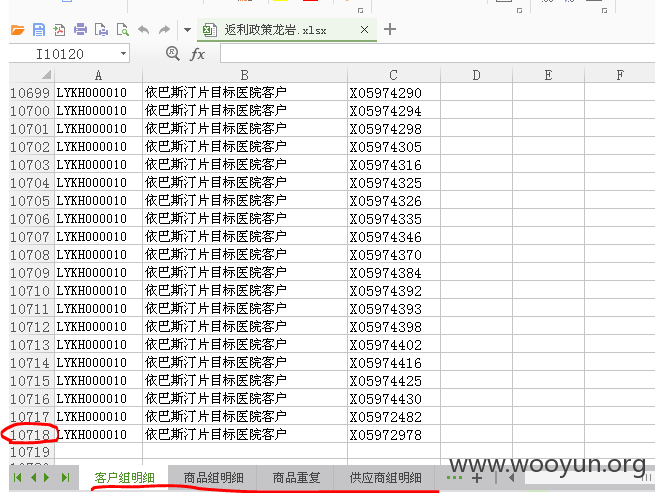 返利政策龙岩.xlsx
I10120
fx
A B C D E F
10699 LYKH000010 依巴斯汀片目标医院客户 X05974290
10700 LYKH000010 依巴斯汀片目标医院客户 X05974294
10701 LYKH000010 依巴斯汀片目标医院客户 X05974298
10702 LYKH000010 依巴斯汀片目标医院客户 X05974305
10703 LYKH000010 依巴斯汀片目标医院客户 X05974316
10704 LYKH000010 依巴斯汀片目标医院客户 X05974325
10705 LYKH000010 依巴斯汀片目标医院客户 X05974326
10706 LYKH000010 依巴斯汀片目标医院客户 X05974335
10707 LYKH000010 依巴斯汀片目标医院客户 X05974346
10708 LYKH000010 依巴斯汀片目标医院客户 X05974370
10709 LYKH000010 依巴斯汀片目标医院客户 X05974384
10710 LYKH000010 依巴斯汀片目标医院客户 X05974392
10711 LYKH000010 依巴斯汀片目标医院客户 X05974393
10712 LYKH000010 依巴斯汀片目标医院客户 X05974398
10713 LYKH000010 依巴斯汀片目标医院客户 X05974402
10714 LYKH000010 依巴斯汀片目标医院客户 X05974416
10715 LYKH000010 依巴斯汀片目标医院客户 X05974425
10716 LYKH000010 依巴斯汀片目标医院客户 X05974430
10717 LYKH000010 依巴斯汀片目标医院客户 X05972482
10718 LYKH000010 依巴斯汀片目标医院客户 X05972978
10719
www.wooyun.org
客户组明细 商品组明细 商品重复 供应商组明细